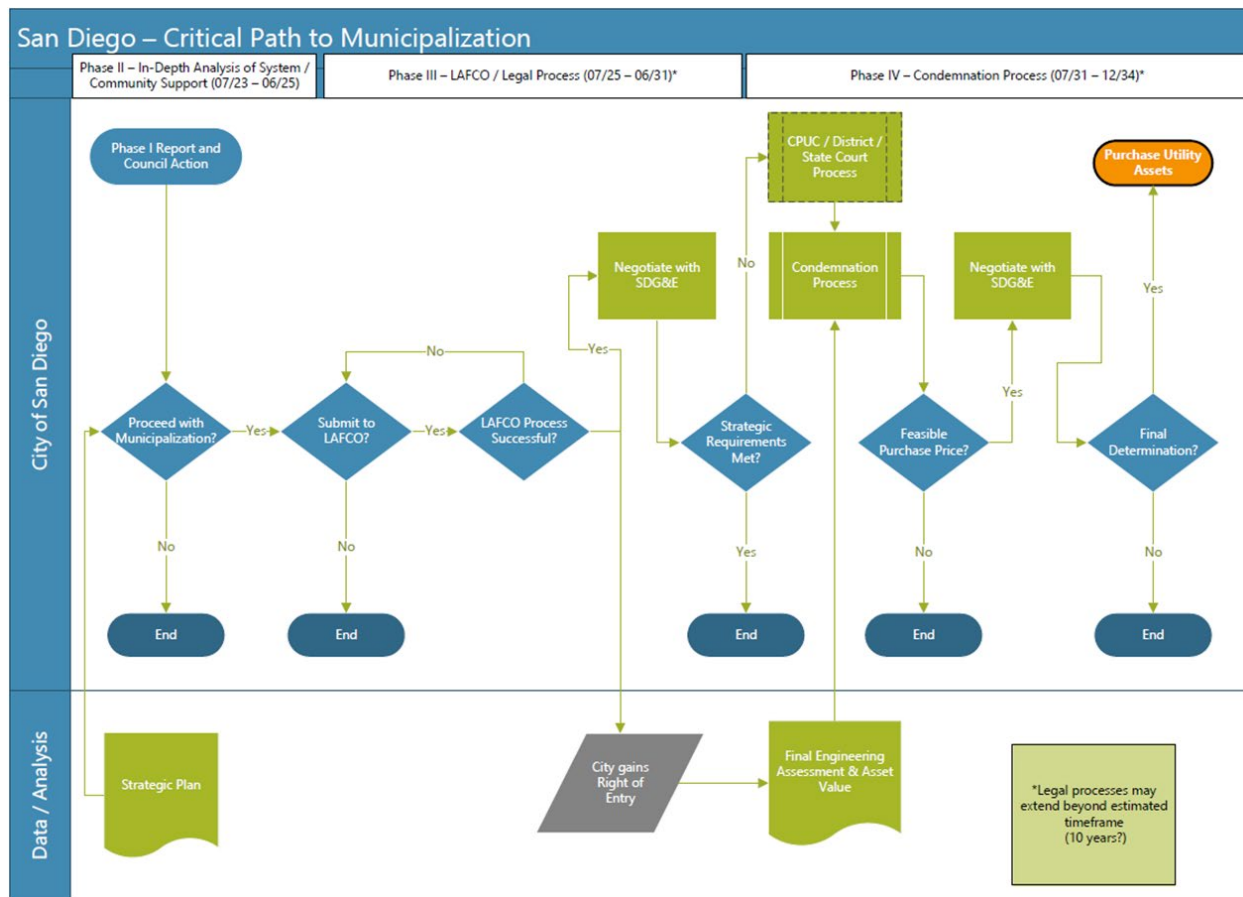 San Diego – Critical Path to Municipalization
Phase II – In-Depth Analysis of System /
Community Support (07/23 – 06/25)
Phase III – LAFCO / Legal Process (07/25 – 06/31)*
Phase IV – Condemnation Process (07/31 – 12/34)*
City of San Diego
Phase I Report and
Council Action
CPUC / District /
State Court
Process
Purchase Utility
Assets
Negotiate with
SDG&E
No
Condemnation
Process
Negotiate with
SDG&E
Yes
No
Yes
Yes
Proceed with
Municipalization?
Yes
Submit to
LAFCO?
Yes
LAFCO Process
Successful?
Strategic
Requirements
Met?
Feasible
Purchase Price?
Final
Determination?
No
No
Yes
No
No
End
End
End
End
End
Data / Analysis
Strategic Plan
City gains
Right of
Entry
Final Engineering
Assessment & Asset
Value
*Legal processes may
extend beyond estimated
timeframe
(10 years?)